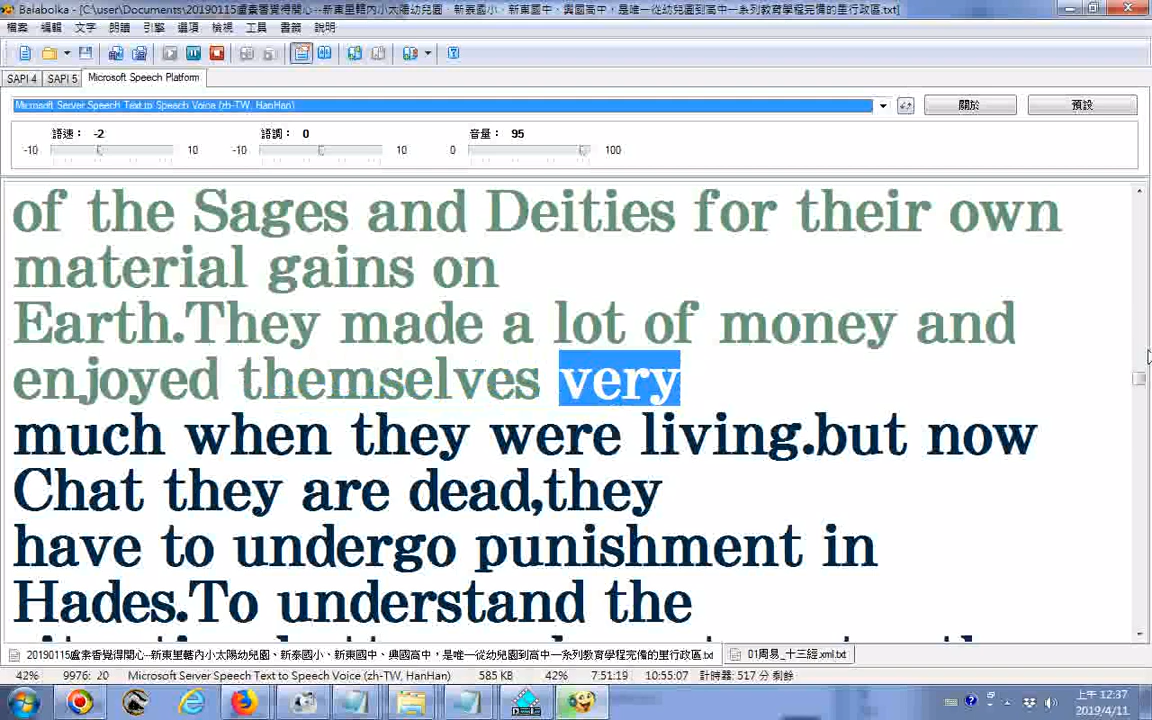 Balabolka - [C:\user\Documents\20190115盧素香覺得開心--新東里轄內小太陽幼兒園、新泰國小、新東國中、興國高中，是唯一從幼兒園到高中一系列教育學程完備的里行政區.txt]
檔案 編輯 文字 朗讀 引擎 選項 檢視 工具 書籤 說明
SAPI 4 SAPI 5 Microsoft Speech Platform
Microsoft Server Speech Text to Speech Voice (zh-TW, HanHan) 關於 預設
語速： -2 語調： 0 音量： 95
-10 10 -10 10 0 100
of the Sages and Deities for their own
material gains on
Earth.They made a lot of money and
enjoyed themselves very
much when they were living.but now
Chat they are dead,they
have to undergo punishment in
Hades.To understand the
20190115盧素香覺得開心--新東里轄內小太陽幼兒園、新泰國小、新東國中、興國高中，是唯一從幼兒園到高中一系列教育學程完備的里行政區.txt 01周易_十三經.xml.txt
42% 9976: 20 Microsoft Server Speech Text to Speech Voice (zh-TW, HanHan) 585 KB 42% 7:51:19 10:55:07 計時器: 517 分 剩餘
上午 12:37
2019/4/11